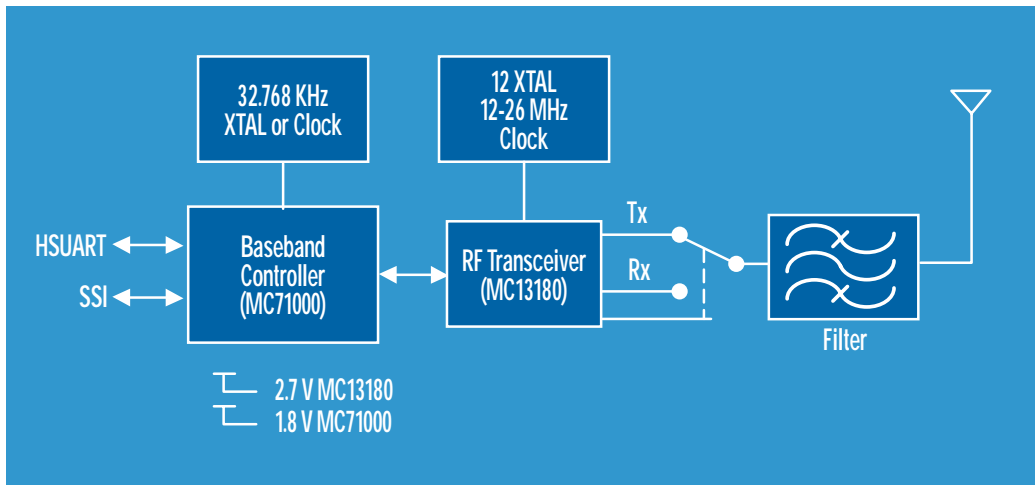 32.768 KHz
XTAL or Clock
12 XTAL
12-26 MHz
Clock
HSUART
SSI
Baseband
Controller
(MC71000)
RF Transceiver
(MC13180)
Tx
Rx
Filter
2.7 V MC13180
1.8 V MC71000